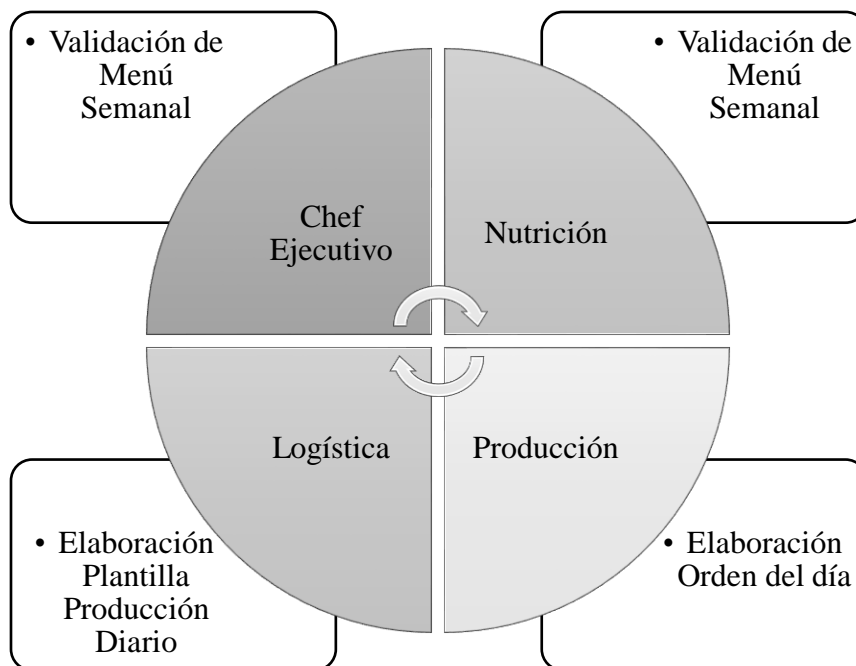 • Validación de
Menú
Semanal
• Validación de
Menú
Semanal
Chef
Ejecutivo
Nutrición
Logística
Producción
• Elaboración
Plantilla
Producción
Diario
• Elaboración
Orden del día